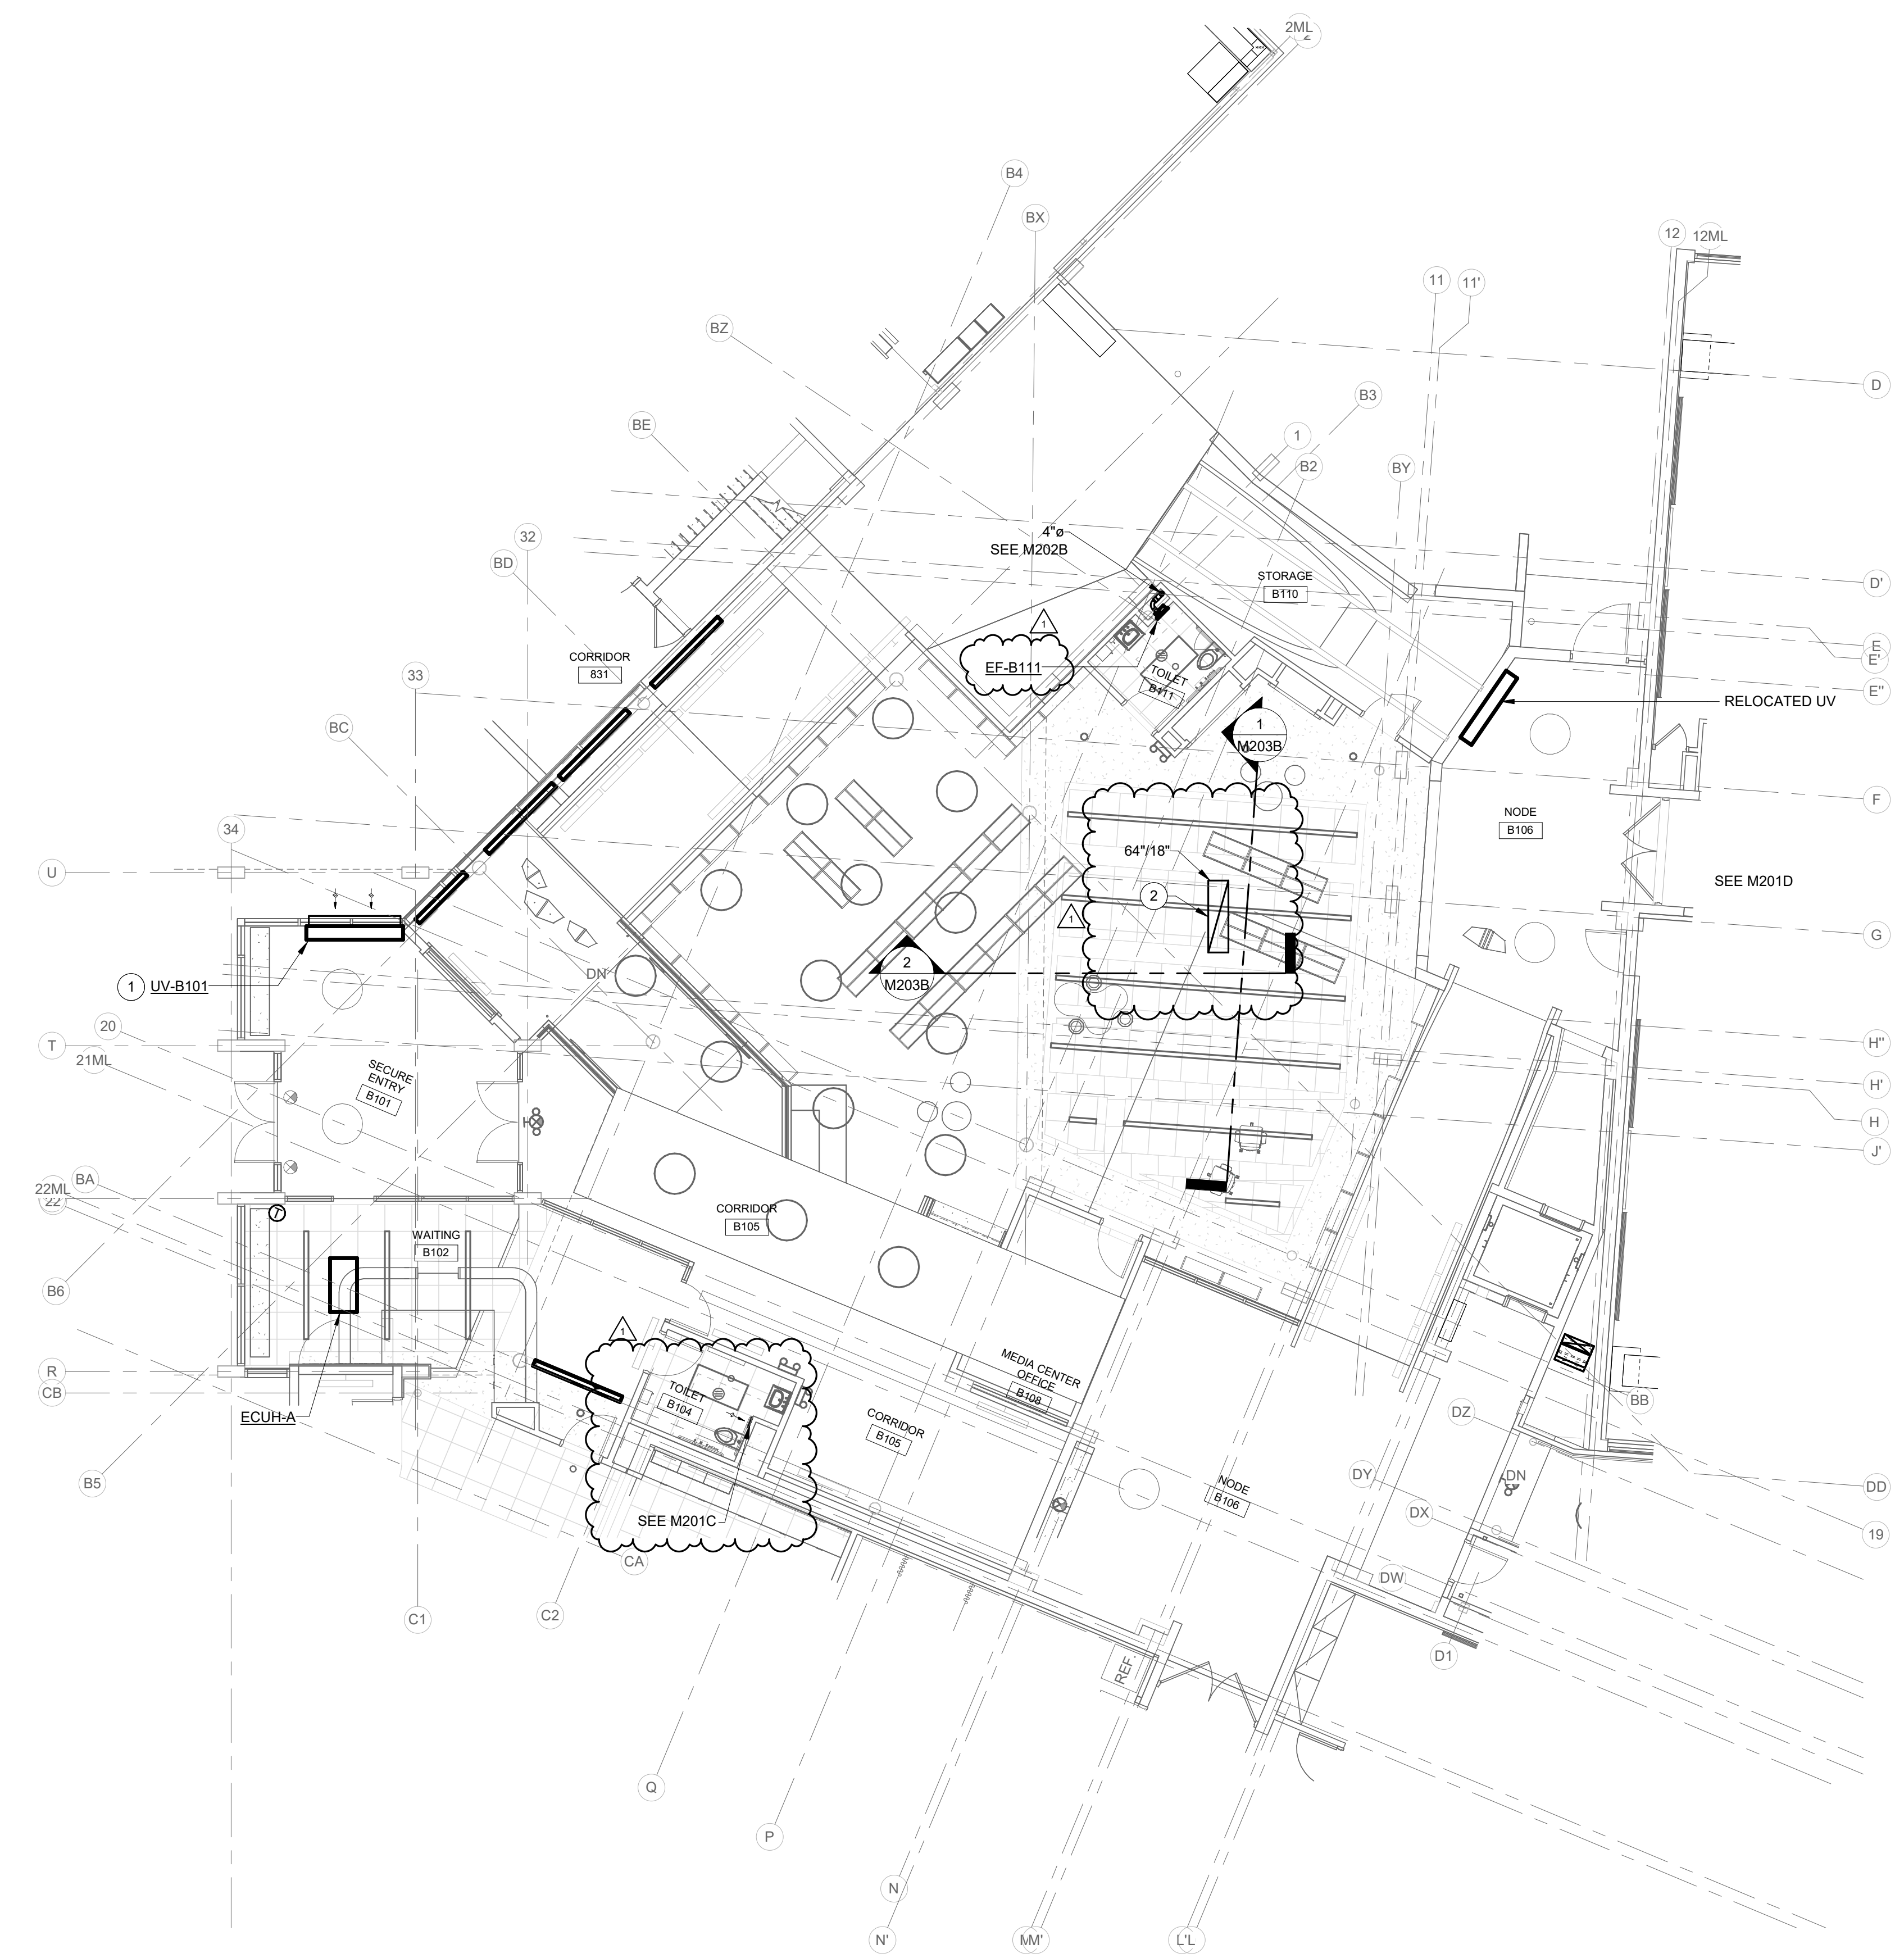 2ML
2
B4
BX
12
12ML
11
11'
BZ
D
B3
BE
1
B2
BY
32
BD
4"ø
SEE M202B
STORAGE
B110
D'
1
EF-B111
TOILET
B111
CORRIDOR
831
E
E'
E"
33
RELOCATED UV
BC
1
M203B
F
NODE
B106
34
64"/18"
U
2
SEE M201D
1
G
2
M203B
DN
1
UV-B101
20
T
H"
21ML
SECURE
ENTRY
B101
H'
H
J'
BA
22ML
22
T
CORRIDOR
B105
WAITING
B102
B6
1
R
CB
MEDIA CENTER
OFFICE
B108
TOILET
B104
BB
ECUH-A
DZ
CORRIDOR
B105
B5
DY
DN
NODE
B106
DD
DX
SEE M201C
19
CA
DW
C2
C1
D1
REF.
Q
P
N
N'
M
M'
L'
L